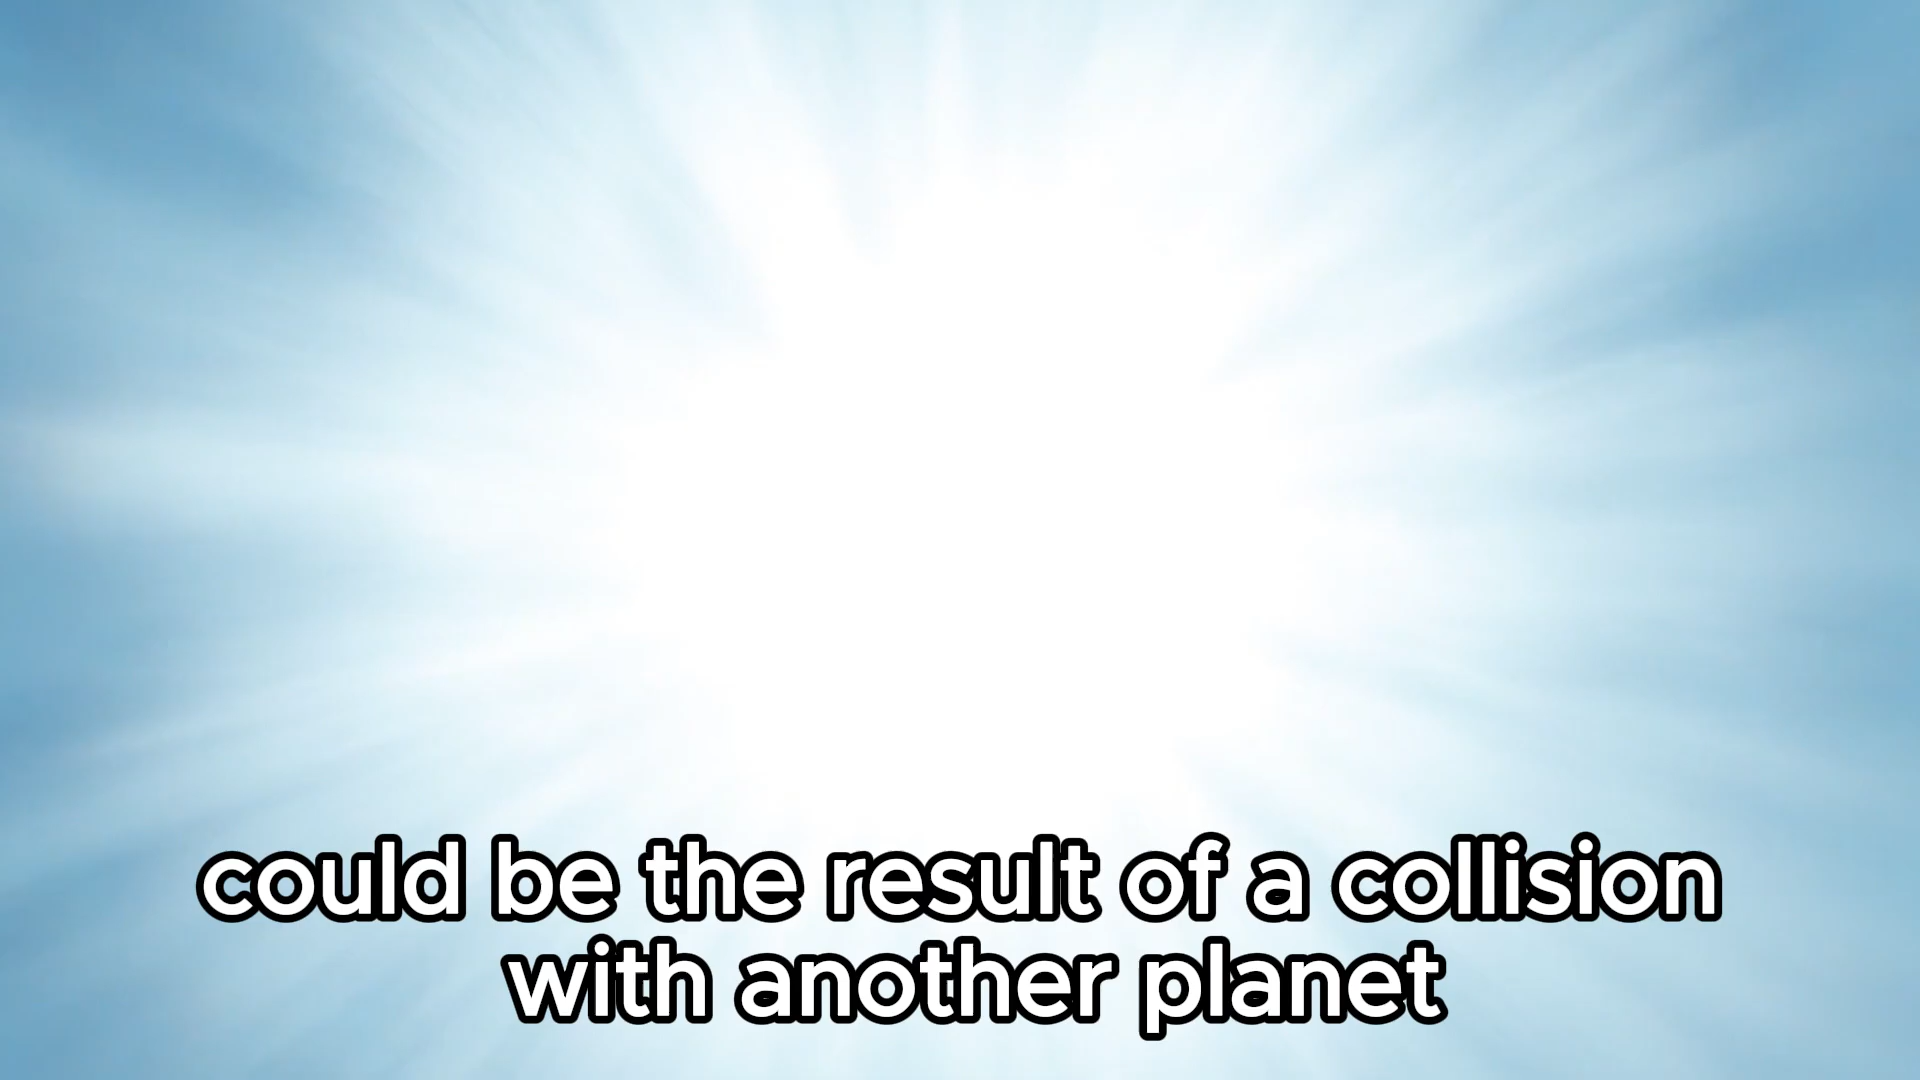 could be the result of a collision
with another planet